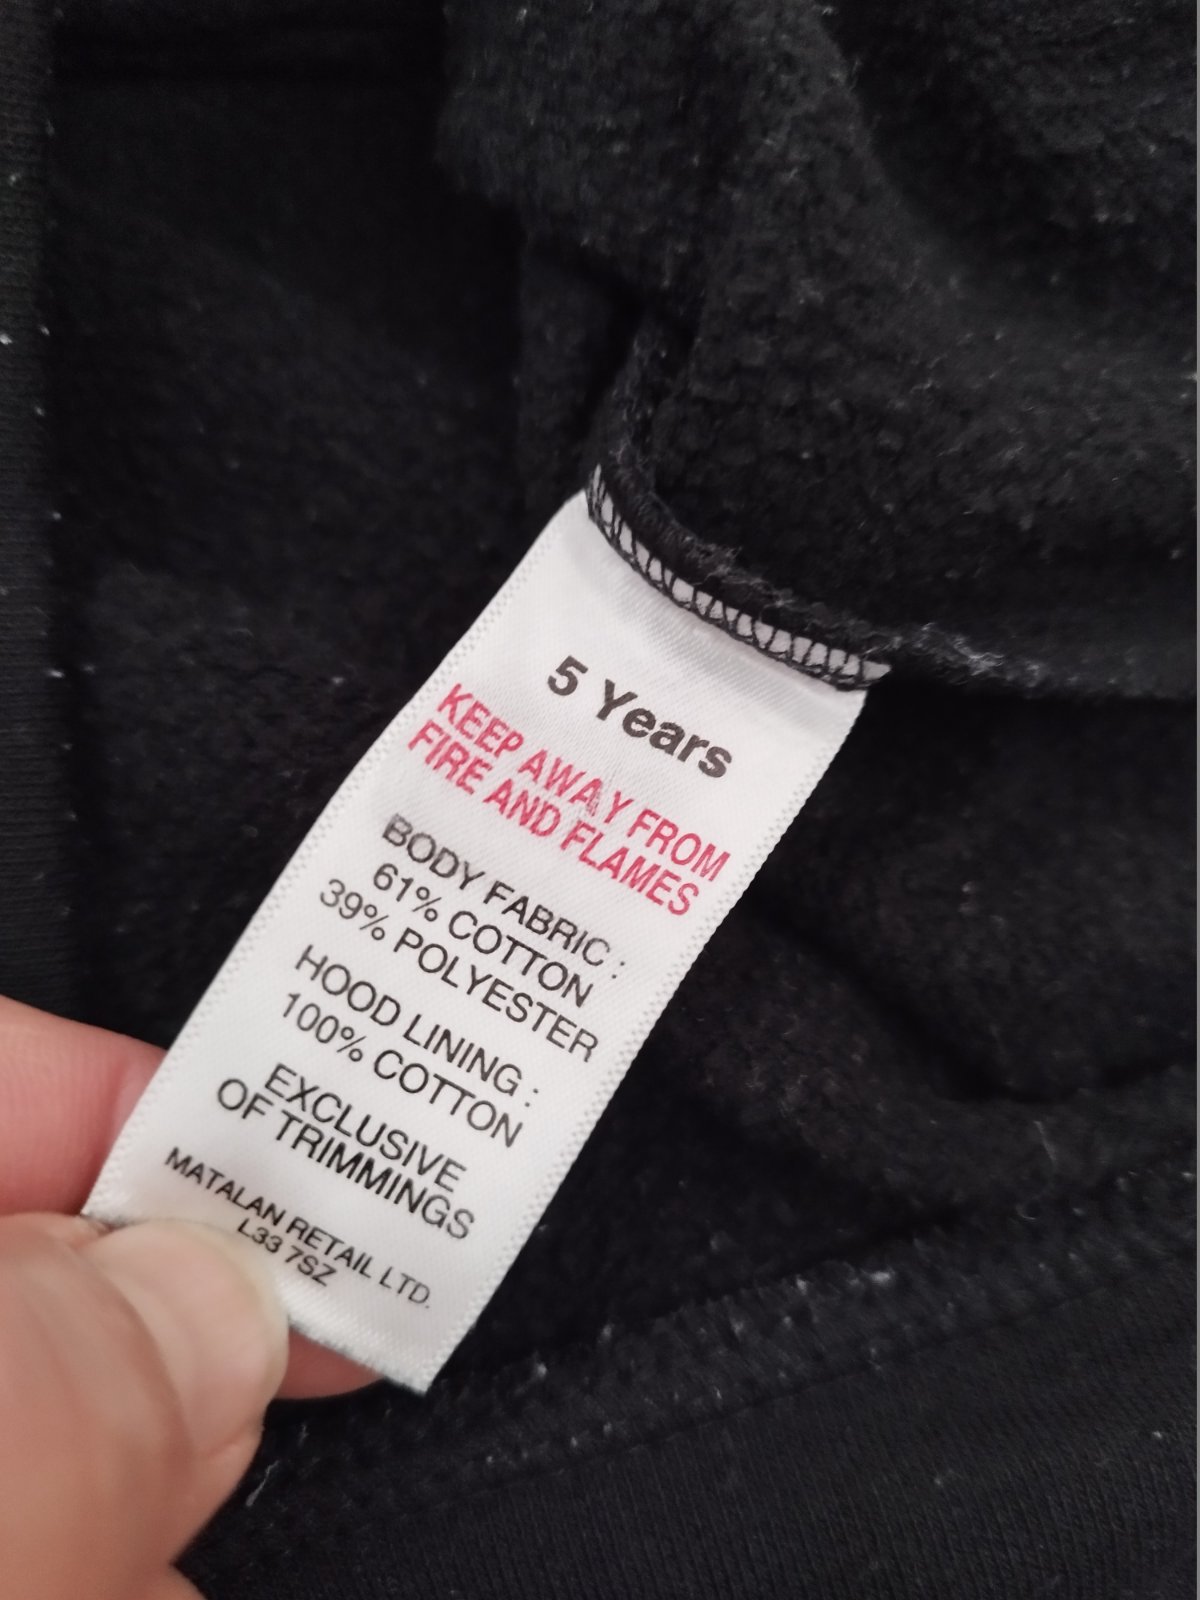 5 Years
KEEP AWAY FROM
FIRE AND FLAMES
BODY FABRIC :
61% COTTON
39% POLYESTER
HOOD LINING :
100% COTTON
EXCLUSIVE
OF TRIMMINGS
MATALAN RETAIL LTD.
L33 7SZ